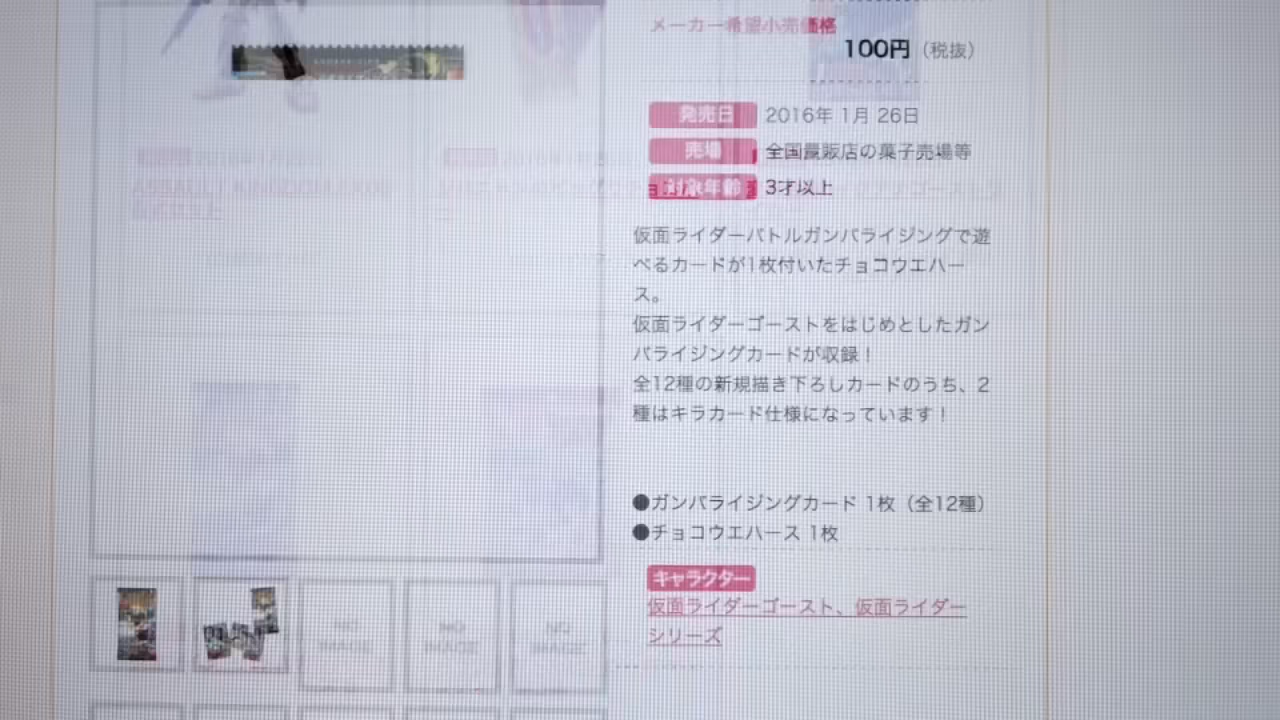 メーカー希望小売価格
100円（税抜）
発売日 2016年 1月 26日
売場 全国量販店の菓子売場等
対象年齢 3才以上
仮面ライダーバトルガンバライジングで遊
べるカードが1枚付いたチョコウエハー
ス。
仮面ライダーゴーストをはじめとしたガン
バライジングカードが収録！
全12種の新規描き下ろしカードのうち、2
種はキラカード仕様になっています！
●ガンバライジングカード 1枚（全12種）
●チョコウエハース 1枚
キャラクター
仮面ライダーゴースト、仮面ライダー
シリーズ
NO IMAGE
NO IMAGE
NO IMAGE